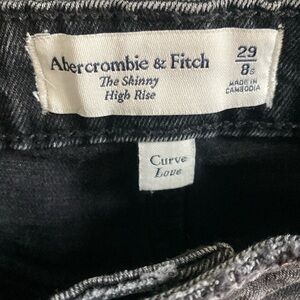 Abercrombie & Fitch
The Skinny
High Rise
29
8S
MADE IN
CAMBODIA
Curve
Love